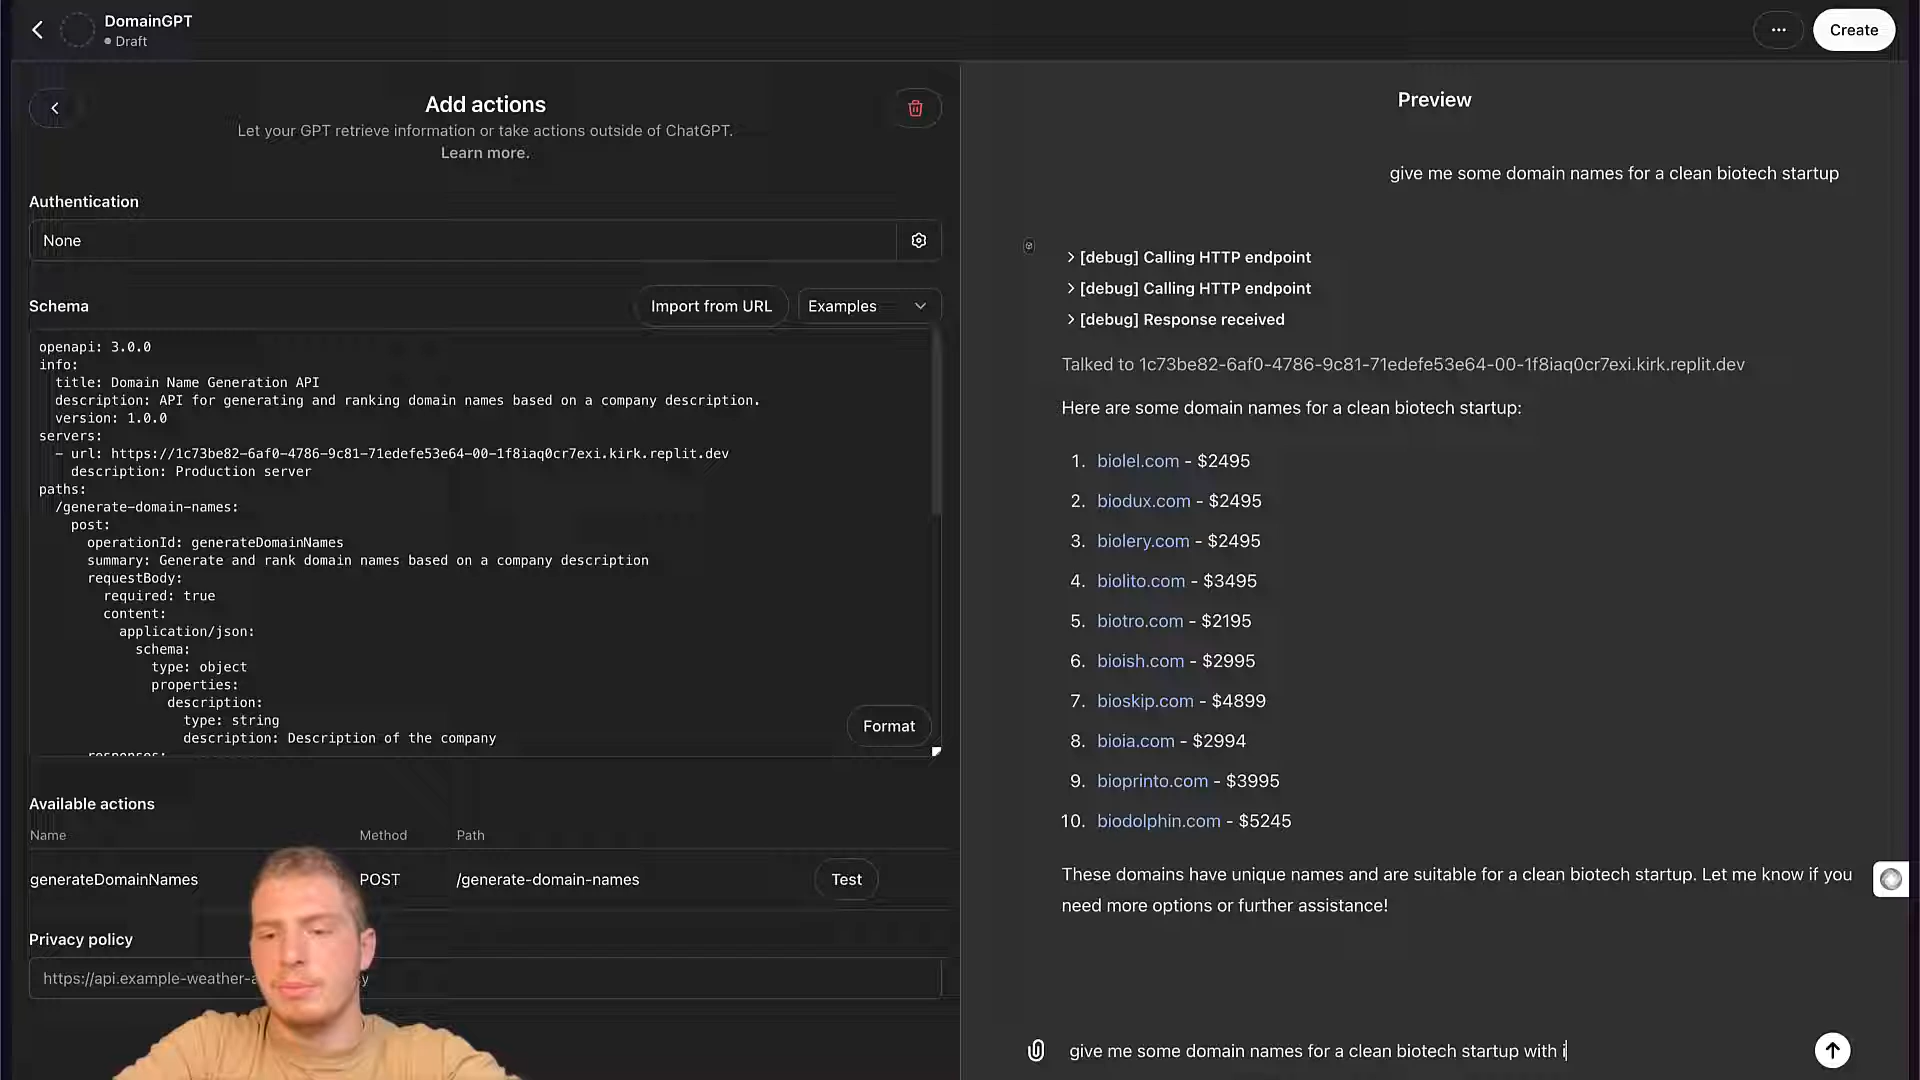 DomainGPT
Draft
...
Create
Add actions
Let your GPT retrieve information or take actions outside of ChatGPT.
Learn more.
Authentication
None
Schema
Import from URL
Examples
openapi: 3.0.0
info:
title: Domain Name Generation API
description: API for generating and ranking domain names based on a company description.
version: 1.0.0
servers:
- url: https://1c73be82-6af0-4786-9c81-71edefe53e64-00-1f8iaq0cr7exi.kirk.replit.dev
description: Production server
paths:
/generate-domain-names:
post:
operationId: generateDomainNames
summary: Generate and rank domain names based on a company description
requestBody:
required: true
content:
application/json:
schema:
type: object
properties:
description:
type: string
description: Description of the company
responses:
Format
Available actions
Name Method Path
generateDomainNames POST /generate-domain-names Test
Privacy policy
https://api.example-weather-a y
Preview
give me some domain names for a clean biotech startup
> [debug] Calling HTTP endpoint
> [debug] Calling HTTP endpoint
> [debug] Response received
Talked to 1c73be82-6af0-4786-9c81-71edefe53e64-00-1f8iaq0cr7exi.kirk.replit.dev
Here are some domain names for a clean biotech startup:
1. biolel.com - $2495
2. biodux.com - $2495
3. biolery.com - $2495
4. biolito.com - $3495
5. biotro.com - $2195
6. bioish.com - $2995
7. bioskip.com - $4899
8. bioia.com - $2994
9. bioprinto.com - $3995
10. biodolphin.com - $5245
These domains have unique names and are suitable for a clean biotech startup. Let me know if you
need more options or further assistance!
give me some domain names for a clean biotech startup with i